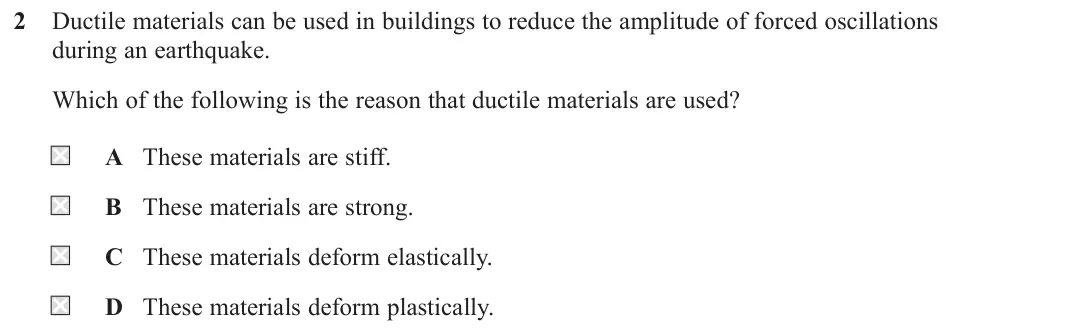 2 Ductile materials can be used in buildings to reduce the amplitude of forced oscillations
during an earthquake.
Which of the following is the reason that ductile materials are used?
A These materials are stiff.
B These materials are strong.
C These materials deform elastically.
D These materials deform plastically.